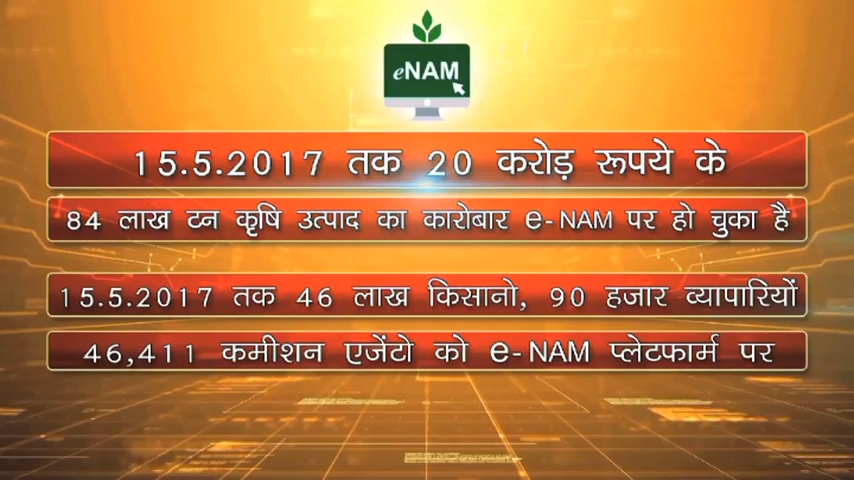 eNAM
15.5.2017 तक 20 करोड़ रूपये के
84 लाख टन कृषि उत्पाद का कारोबार e-NAM पर हो चुका है
15.5.2017 तक 46 लाख किसानो, 90 हजार व्यापारियों
46,411 कमीशन एजेंटो को e-NAM प्लेटफार्म पर